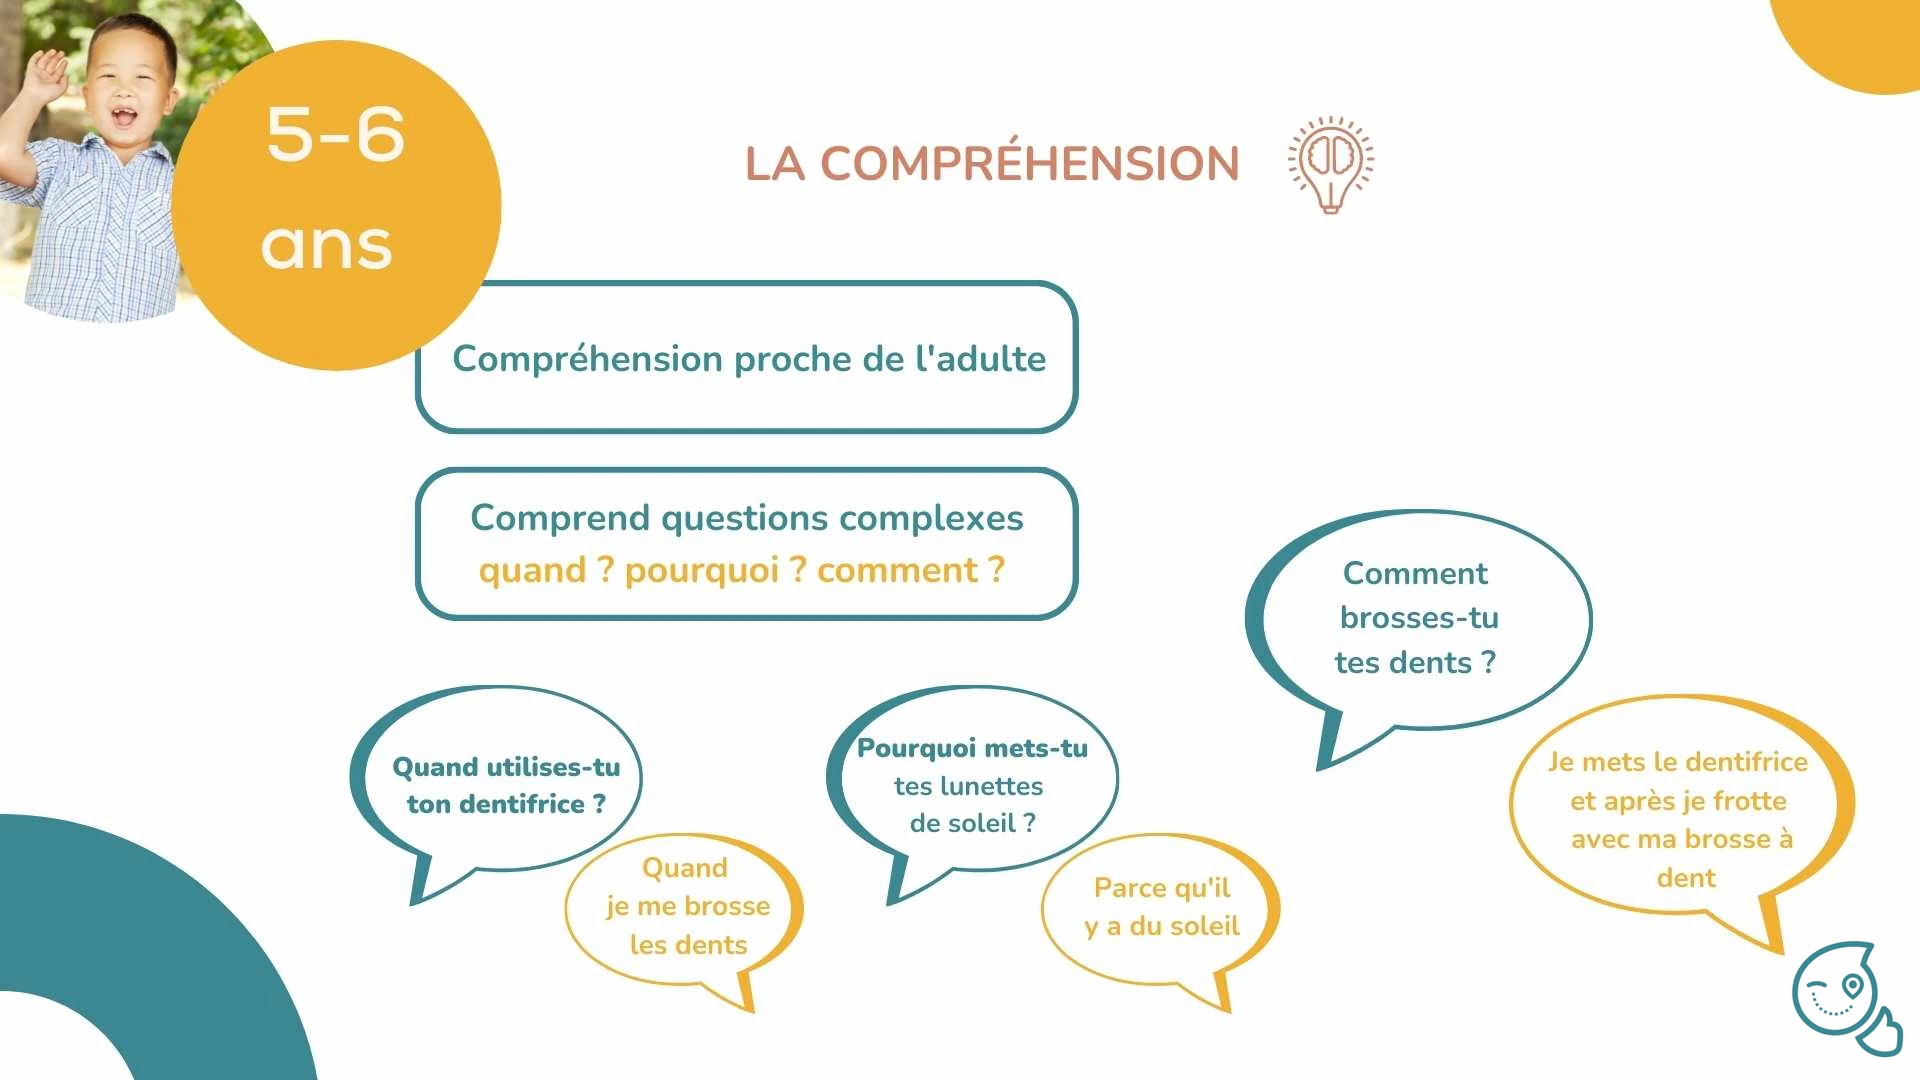 5-6
ans
LA COMPRÉHENSION
Compréhension proche de l'adulte
Comprend questions complexes
quand ? pourquoi ? comment ?
Quand utilises-tu
ton dentifrice ?
Quand
je me brosse
les dents
Pourquoi mets-tu
tes lunettes
de soleil ?
Parce qu'il
y a du soleil
Comment
brosses-tu
tes dents ?
Je mets le dentifrice
et après je frotte
avec ma brosse à
dent